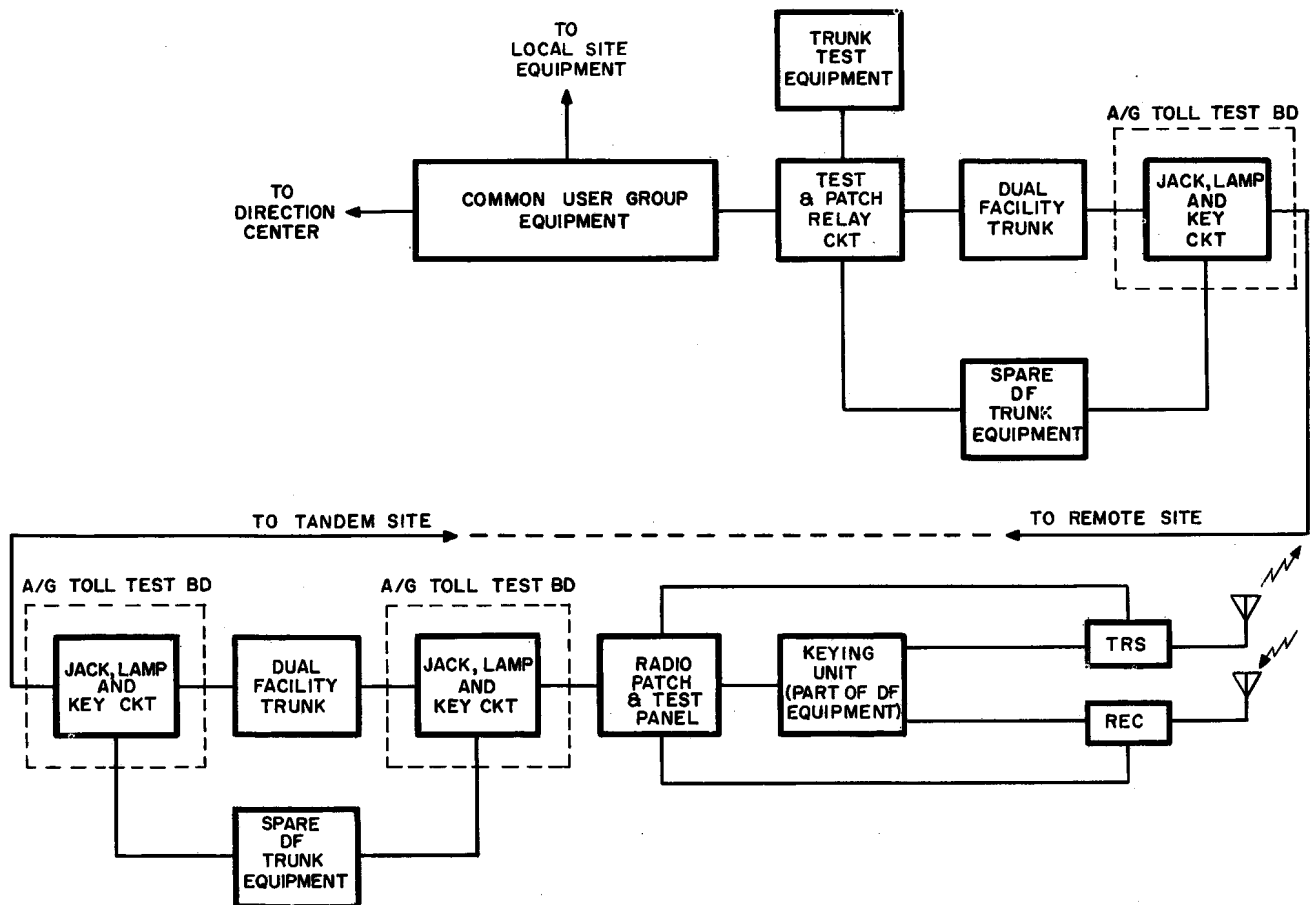 TO
LOCAL SITE
EQUIPMENT
TRUNK
TEST
EQUIPMENT
A/G TOLL TEST BD
TO
DIRECTION
CENTER
COMMON USER GROUP
EQUIPMENT
TEST
& PATCH
RELAY
CKT
DUAL
FACILITY
TRUNK
JACK, LAMP
AND
KEY
CKT
SPARE
DF
TRUNK
EQUIPMENT
TO TANDEM SITE
TO REMOTE SITE
A/G TOLL TEST BD
A/G TOLL TEST BD
JACK, LAMP
AND
KEY CKT
DUAL
FACILITY
TRUNK
JACK, LAMP
AND
KEY CKT
RADIO
PATCH
& TEST
PANEL
KEYING
UNIT
(PART OF DF
EQUIPMENT)
TRS
REC
SPARE
DF
TRUNK
EQUIPMENT